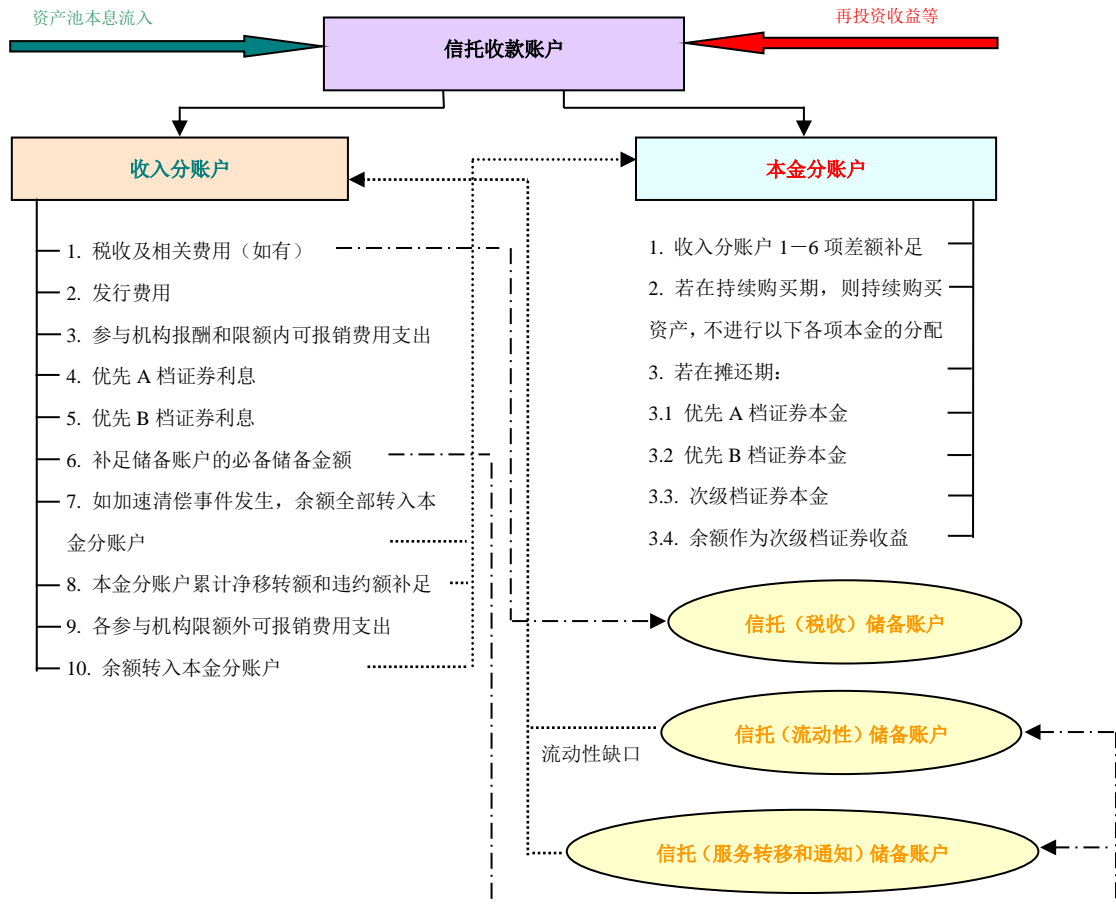 资产池本息流入
再投资收益等
信托收款账户
收入分账户
本金分账户
1. 税收及相关费用（如有）
2. 发行费用
3. 参与机构报酬和限额内可报销费用支出
4. 优先 A 档证券利息
5. 优先 B 档证券利息
6. 补足储备账户的必备储备金额
7. 如加速清偿事件发生，余额全部转入本
金分账户
8. 本金分账户累计净移转额和违约额补足
9. 各参与机构限额外可报销费用支出
10. 余额转入本金分账户
1. 收入分账户 1－6 项差额补足
2. 若在持续购买期，则持续购买
资产，不进行以下各项本金的分配
3. 若在摊还期：
3.1 优先 A 档证券本金
3.2 优先 B 档证券本金
3.3. 次级档证券本金
3.4. 余额作为次级档证券收益
信托（税收）储备账户
信托（流动性）储备账户
流动性缺口
信托（服务转移和通知）储备账户